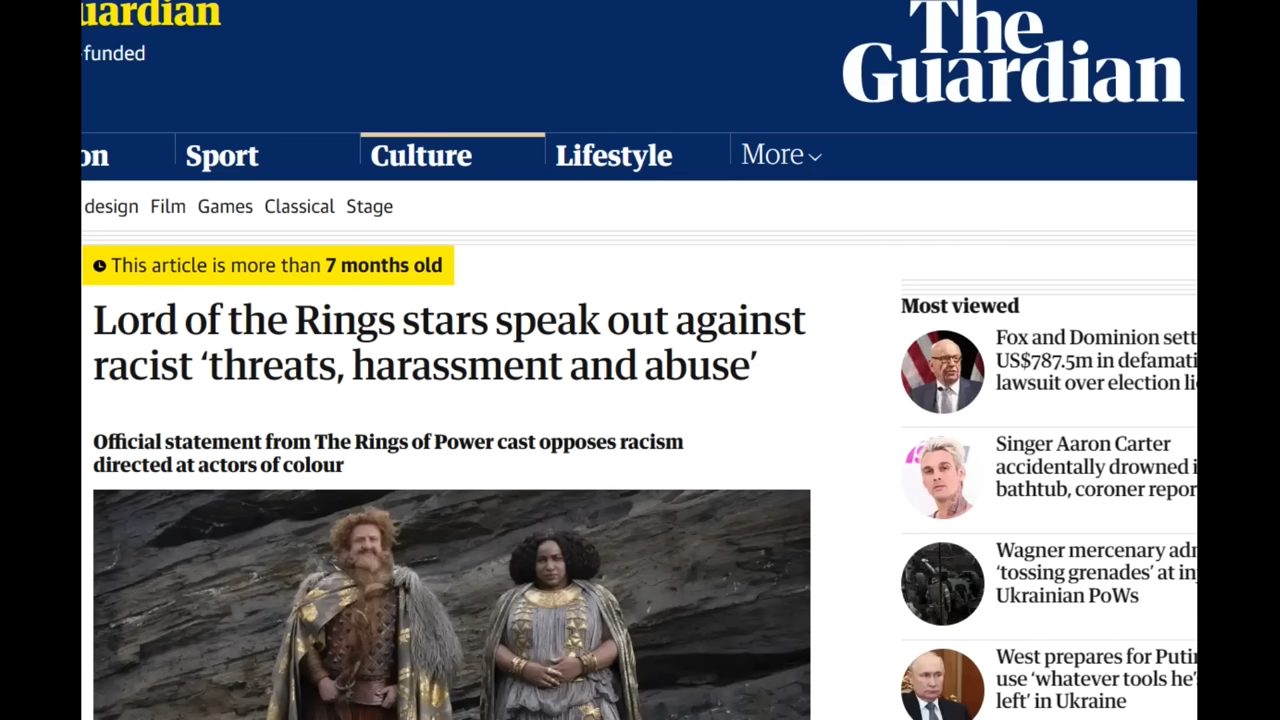 uardian
-funded
The
Guardian
on
Sport
Culture
Lifestyle
More
design Film Games Classical Stage
This article is more than 7 months old
Lord of the Rings stars speak out against
racist ‘threats, harassment and abuse’
Official statement from The Rings of Power cast opposes racism
directed at actors of colour
Most viewed
Fox and Dominion sett
US$787.5m in defamati
lawsuit over election li
Singer Aaron Carter
accidentally drowned i
bathtub, coroner repor
Wagner mercenary adr
‘tossing grenades’ at in
Ukrainian PoWs
West prepares for Putin
use ‘whatever tools he’
left’ in Ukraine